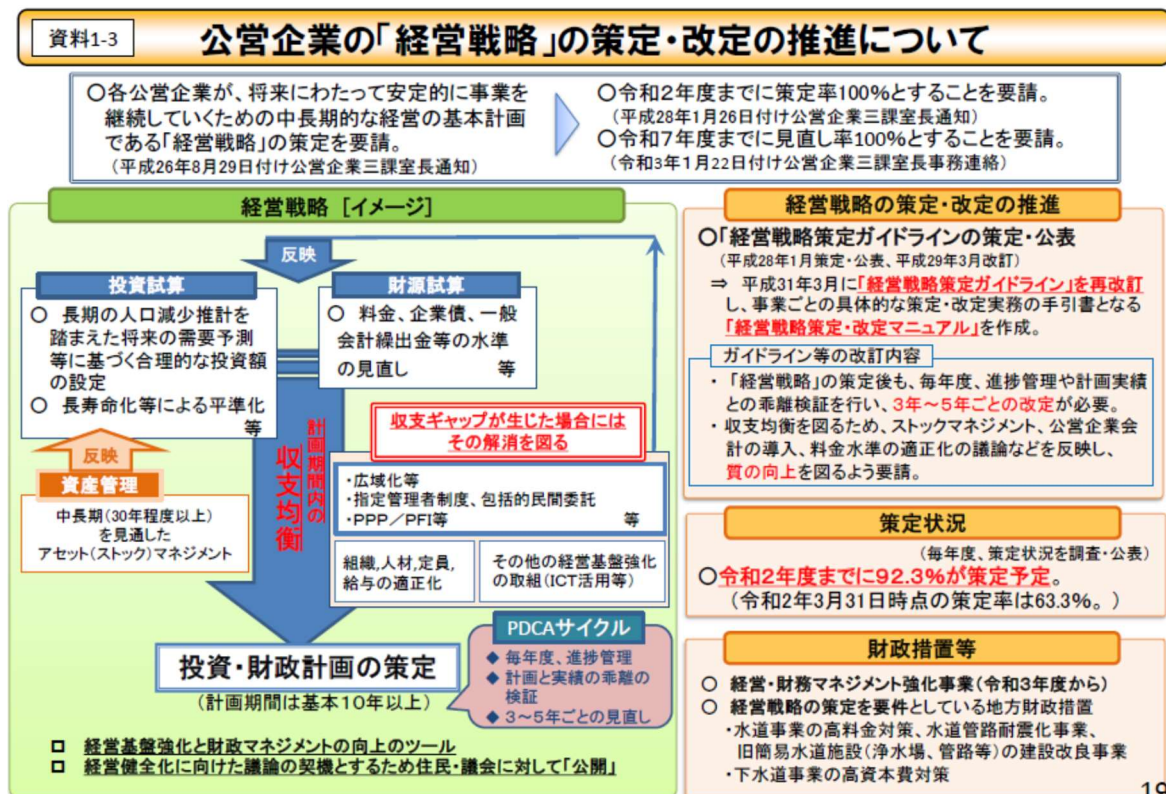 資料1-3
公営企業の「経営戦略」の策定・改定の推進について
○各公営企業が、将来にわたって安定的に事業を
継続していくための中長期的な経営の基本計画
である「経営戦略」の策定を要請。
(平成26年8月29日付け公営企業三課室長通知)
○令和2年度までに策定率100%とすることを要請。
(平成28年1月26日付け公営企業三課室長通知)
○令和7年度までに見直し率100%とすることを要請。
(令和3年1月22日付け公営企業三課室長事務連絡)
経営戦略 [イメージ]
反映
投資試算
○ 長期の人口減少推計を
踏まえた将来の需要予測
等に基づく合理的な投資額
の設定
○ 長寿命化等による平準化
等
財源試算
○ 料金、企業債、一般
会計繰出金等の水準
の見直し 等
反映
資産管理
中長期(30年程度以上)
を見通した
アセット(ストック)マネジメント
計画期間内の
収支均衡
収支ギャップが生じた場合には
その解消を図る
・広域化等
・指定管理者制度、包括的民間委託
・PPP/PFI等 等
組織,人材,定員,
給与の適正化
その他の経営基盤強化
の取組(ICT活用等)
投資・財政計画の策定
(計画期間は基本10年以上)
PDCAサイクル
◆ 毎年度、進捗管理
◆ 計画と実績の乖離の
検証
◆ 3~5年ごとの見直し
□ 経営基盤強化と財政マネジメントの向上のツール
□ 経営健全化に向けた議論の契機とするため住民・議会に対して「公開」
経営戦略の策定・改定の推進
○「経営戦略策定ガイドラインの策定・公表
(平成28年1月策定・公表、平成29年3月改訂)
⇒ 平成31年3月に「経営戦略策定ガイドライン」を再改訂
し、事業ごとの具体的な策定・改定実務の手引書となる
「経営戦略策定・改定マニュアル」を作成。
ガイドライン等の改訂内容
・ 「経営戦略」の策定後も、毎年度、進捗管理や計画実績
との乖離検証を行い、3年~5年ごとの改定が必要。
・ 収支均衡を図るため、ストックマネジメント、公営企業会
計の導入、料金水準の適正化の議論などを反映し、
質の向上を図るよう要請。
策定状況
(毎年度、策定状況を調査・公表)
○令和2年度までに92.3%が策定予定。
(令和2年3月31日時点の策定率は63.3%。)
財政措置等
○ 経営・財務マネジメント強化事業(令和3年度から)
○ 経営戦略の策定を要件としている地方財政措置
・水道事業の高料金対策、水道管路耐震化事業、
旧簡易水道施設(浄水場、管路等)の建設改良事業
・下水道事業の高資本費対策
19